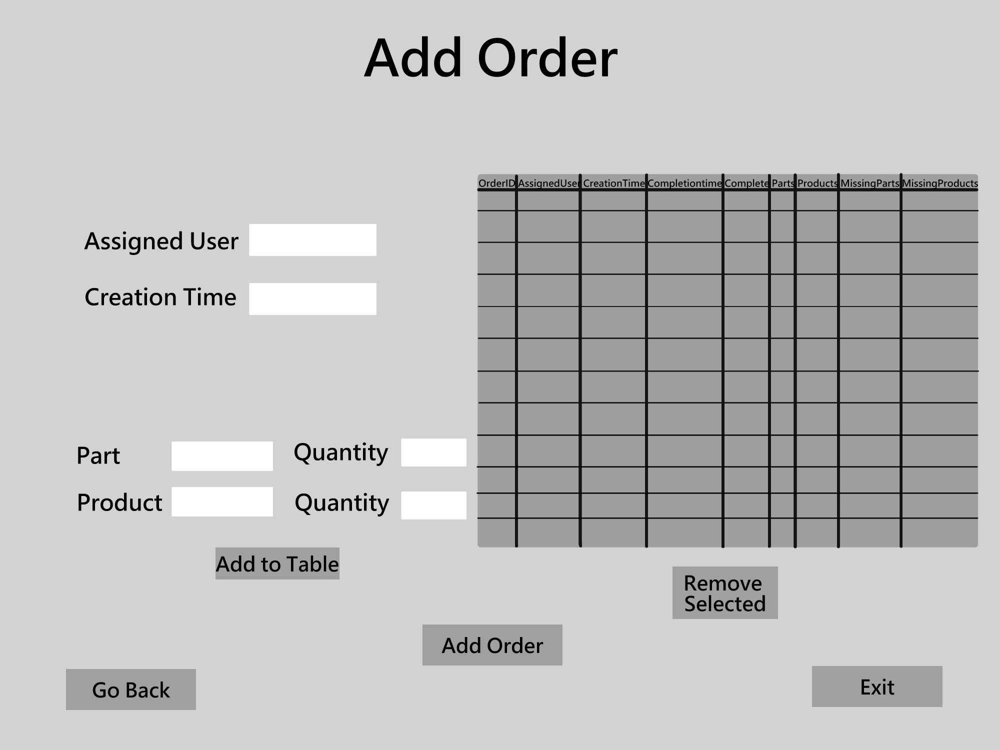 Add Order
OrderID AssignedUser CreationTime Completiontime Complete Parts Products MissingParts MissingProducts
Assigned User
Creation Time
Part Quantity
Product Quantity
Add to Table
Remove
Selected
Add Order
Go Back
Exit